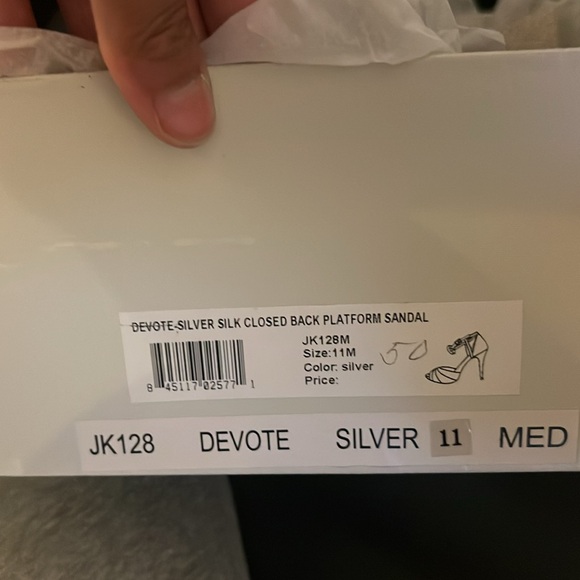 DEVOTE-SILVER SILK CLOSED BACK PLATFORM SANDAL
JK128M
Size:11M
Color: silver
Price:
50
8 45117 02577 1
JK128 DEVOTE SILVER 11 MED